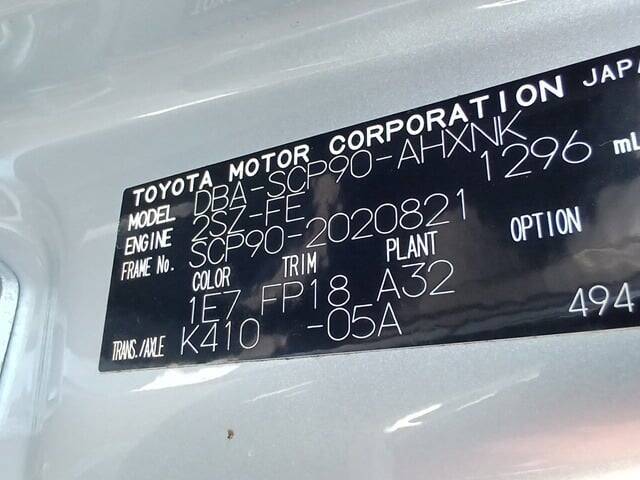 TOYOTA MOTOR CORPORATION JAPA
MODEL DBA-SCP90-AHXNK
ENGINE 2SZ-FE 1296 mL
FRAME No. SCP90-2020821
COLOR TRIM PLANT OPTION
1E7 FP18 A32
TRANS./AXLE K410 -05A 494